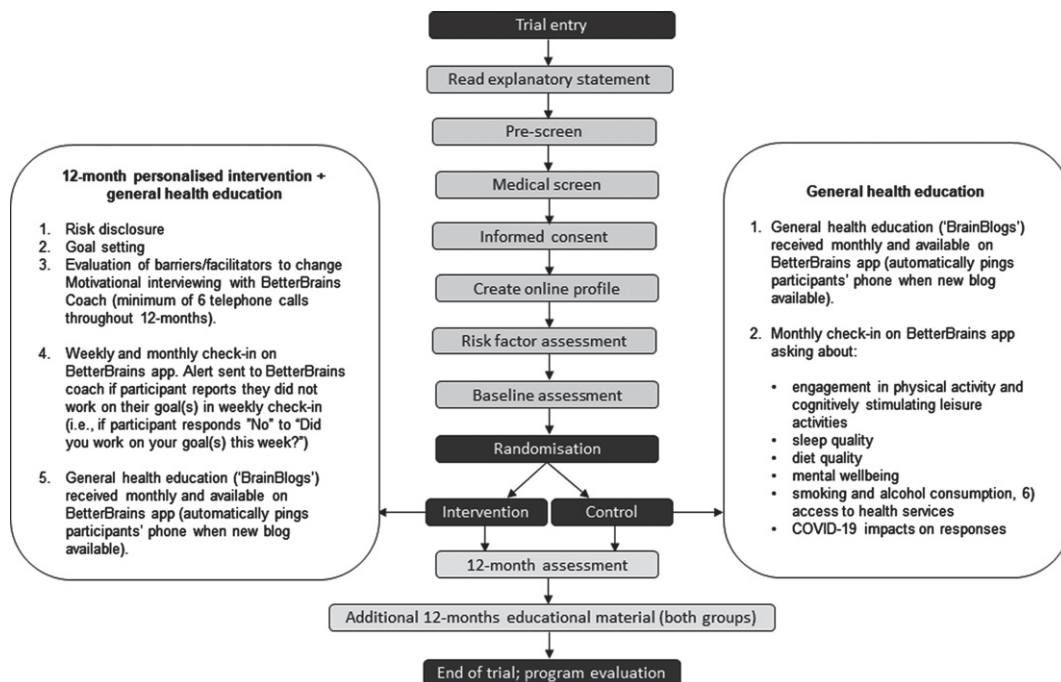 Trial entry
Read explanatory statement
Pre-screen
Medical screen
Informed consent
Create online profile
Risk factor assessment
Baseline assessment
Randomisation
Intervention
Control
12-month assessment
Additional 12-months educational material (both groups)
End of trial; program evaluation
12-month personalised intervention +
general health education
1. Risk disclosure
2. Goal setting
3. Evaluation of barriers/facilitators to change
Motivational interviewing with BetterBrains
Coach (minimum of 6 telephone calls
throughout 12-months).
4. Weekly and monthly check-in on
BetterBrains app. Alert sent to BetterBrains
coach if participant reports they did not
work on their goal(s) in weekly check-in
(i.e., if participant responds "No" to "Did
you work on your goal(s) this week?")
5. General health education ('BrainBlogs')
received monthly and available on
BetterBrains app (automatically pings
participants' phone when new blog
available).
General health education
1. General health education ('BrainBlogs')
received monthly and available on
BetterBrains app (automatically pings
participants' phone when new blog
available).
2. Monthly check-in on BetterBrains app
asking about:
• engagement in physical activity and
cognitively stimulating leisure
activities
• sleep quality
• diet quality
• mental wellbeing
• smoking and alcohol consumption, 6)
access to health services
• COVID-19 impacts on responses